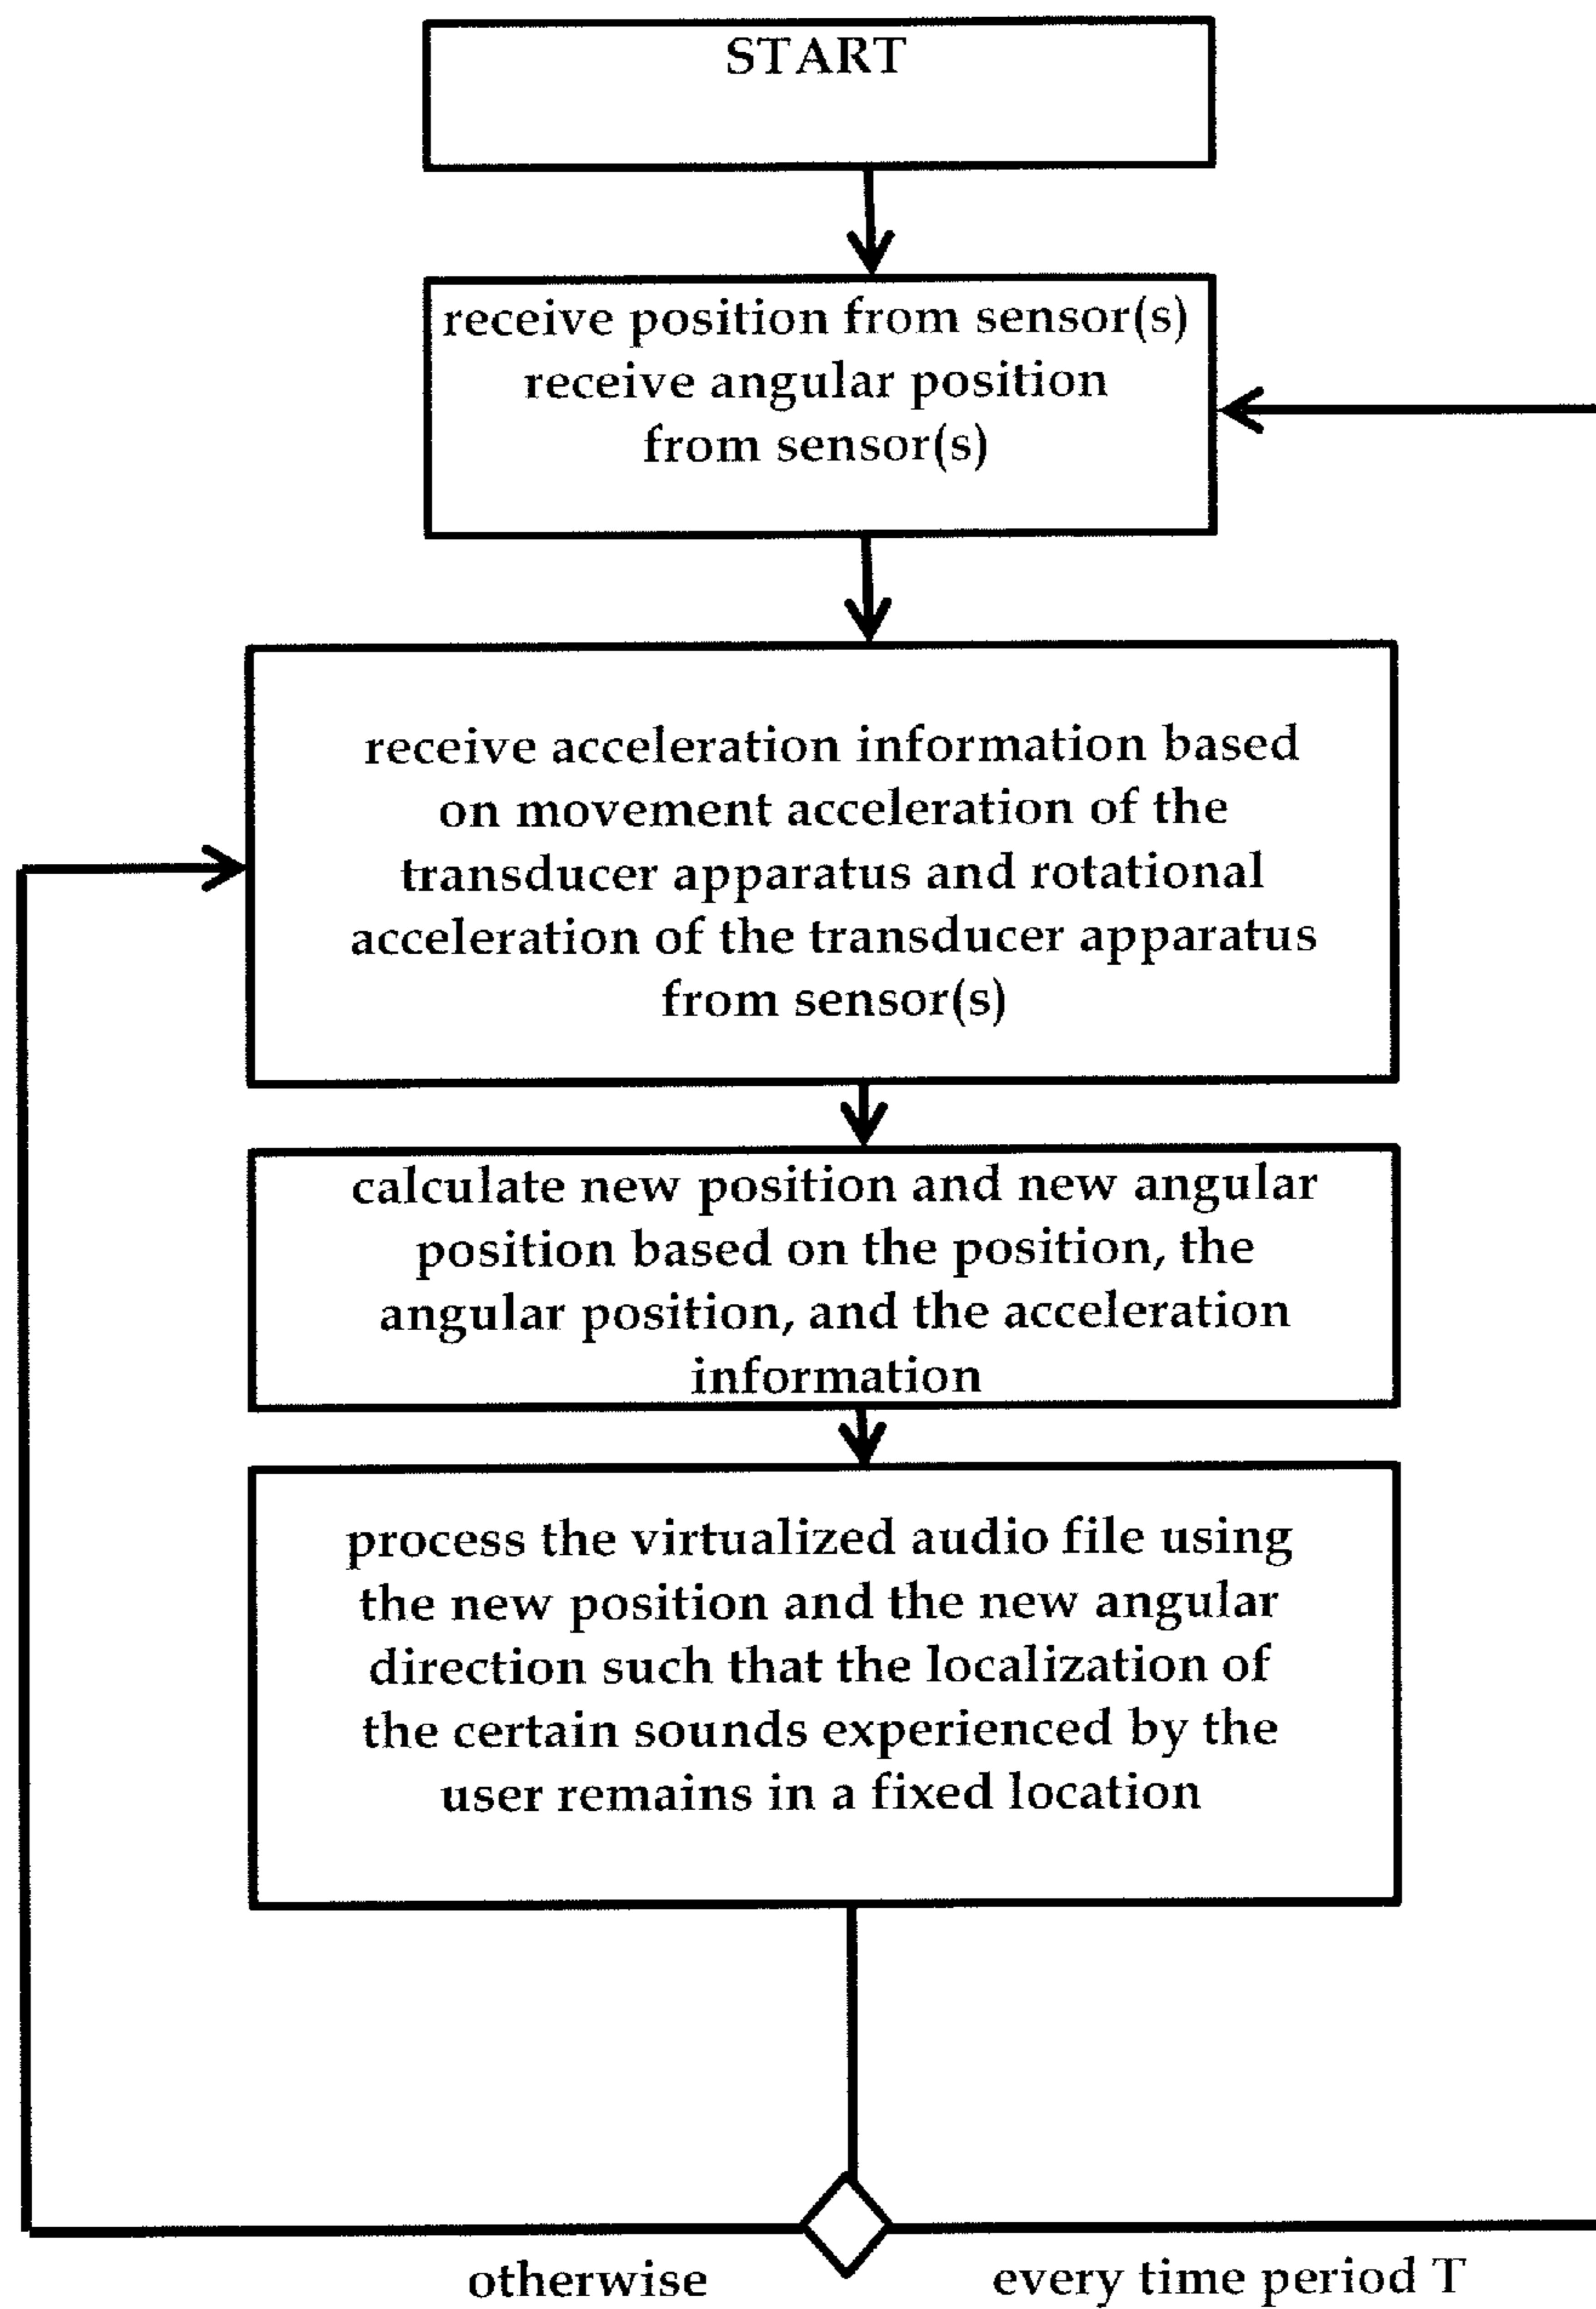 START
receive position from sensor(s)
receive angular position
from sensor(s)
receive acceleration information based
on movement acceleration of the
transducer apparatus and rotational
acceleration of the transducer apparatus
from sensor(s)
calculate new position and new angular
position based on the position, the
angular position, and the acceleration
information
process the virtualized audio file using
the new position and the new angular
direction such that the localization of
the certain sounds experienced by the
user remains in a fixed location
otherwise
every time period T